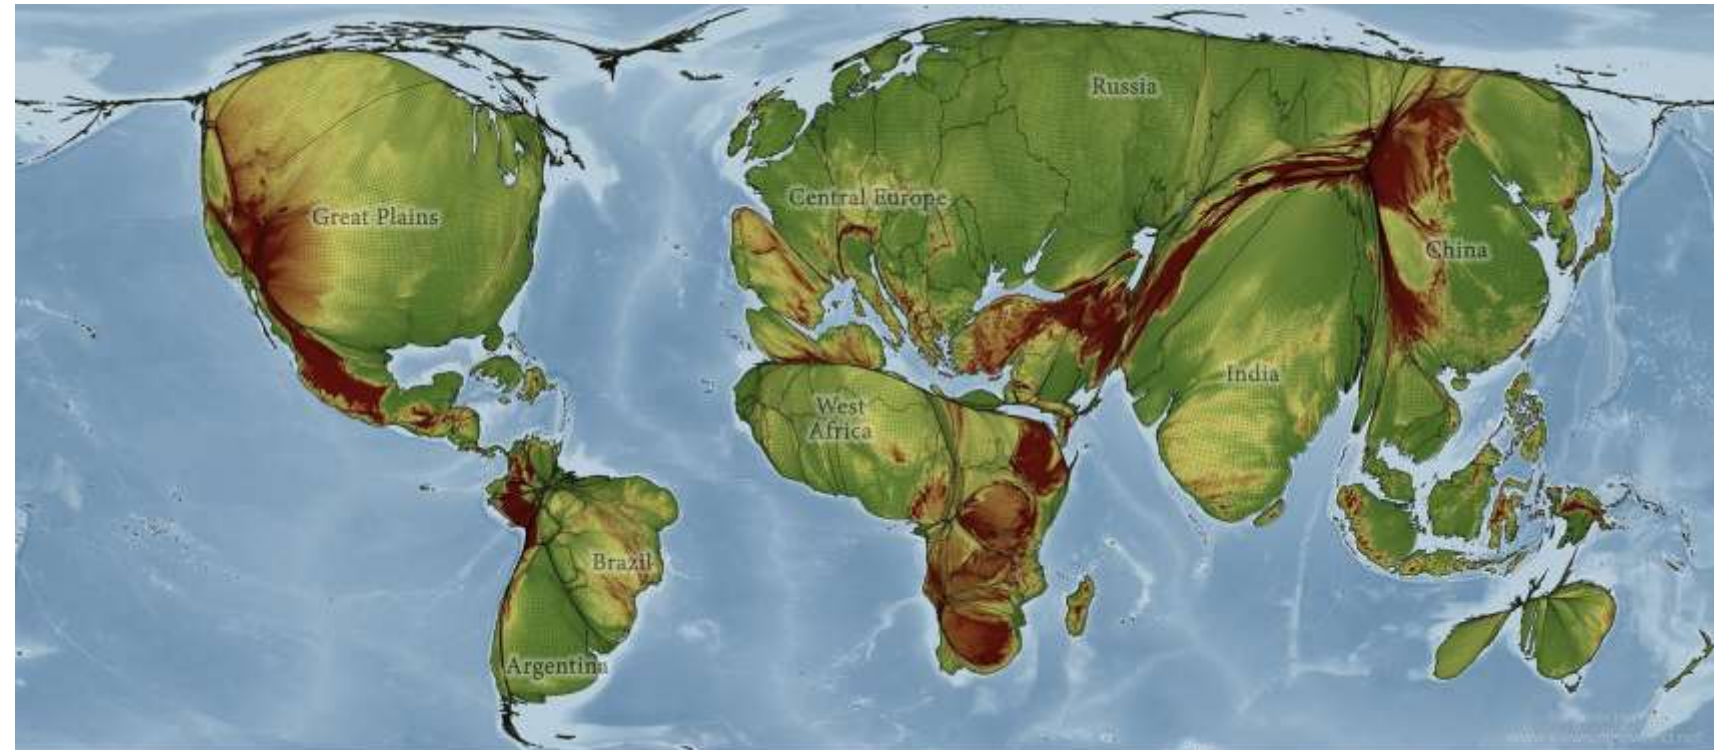 Russia
Central Europe
Great Plains
China
India
West
Africa
Brazil
Argentina